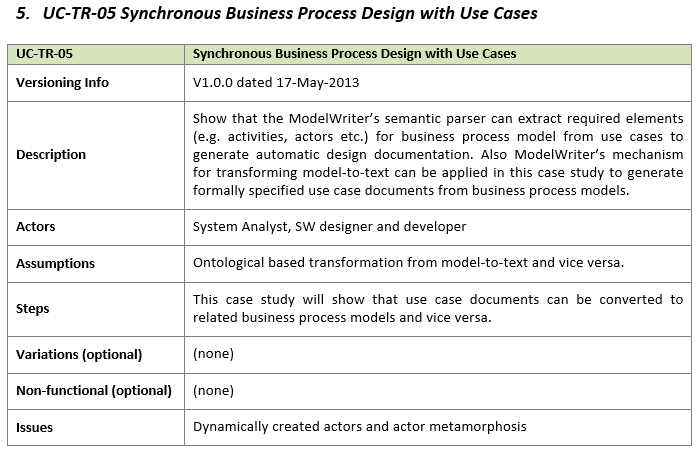 5. UC-TR-05 Synchronous Business Process Design with Use Cases
UC-TR-05 Synchronous Business Process Design with Use Cases
Versioning Info V1.0.0 dated 17-May-2013
Description
Show that the ModelWriter’s semantic parser can extract required elements
(e.g. activities, actors etc.) for business process model from use cases to
generate automatic design documentation. Also ModelWriter’s mechanism
for transforming model-to-text can be applied in this case study to generate
formally specified use case documents from business process models.
Actors System Analyst, SW designer and developer
Assumptions Ontological based transformation from model-to-text and vice versa.
Steps
This case study will show that use case documents can be converted to
related business process models and vice versa.
Variations (optional) (none)
Non-functional (optional) (none)
Issues Dynamically created actors and actor metamorphosis